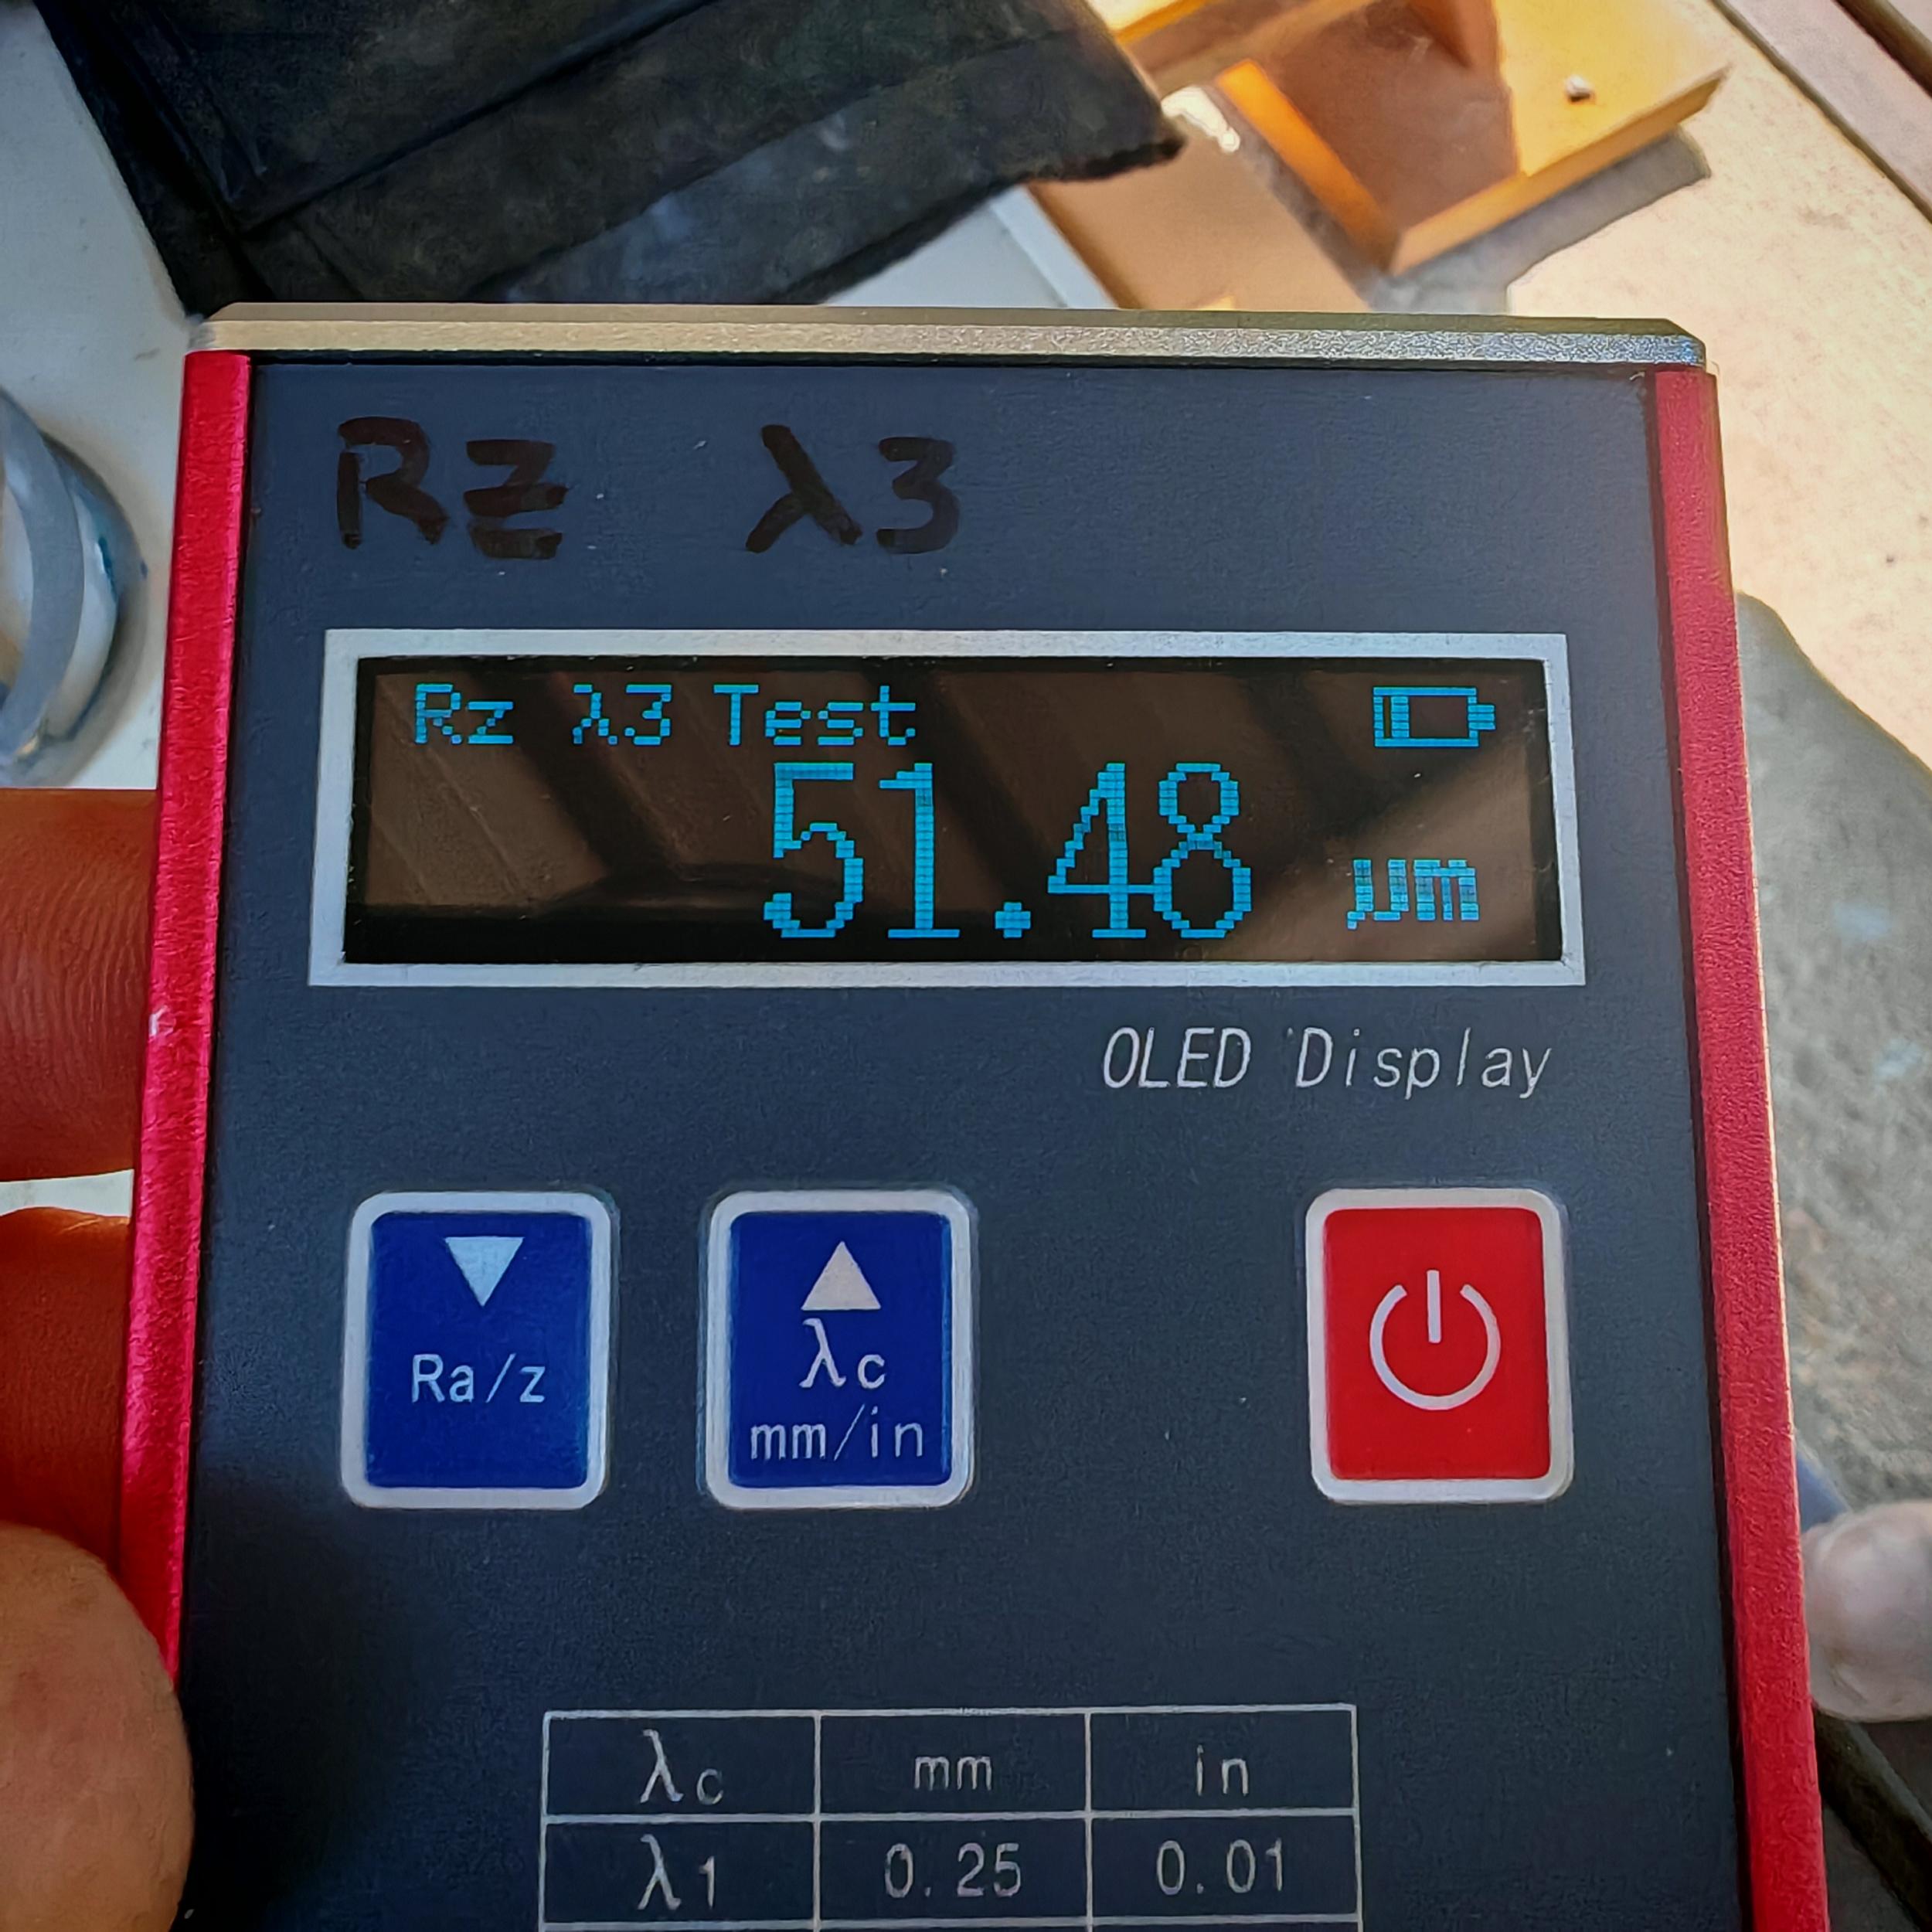 Rz λ3
Rz λ3 Test
51.48 μm
OLED Display
Ra/z
λc
mm/in
λc mm in
λ1 0.25 0.01